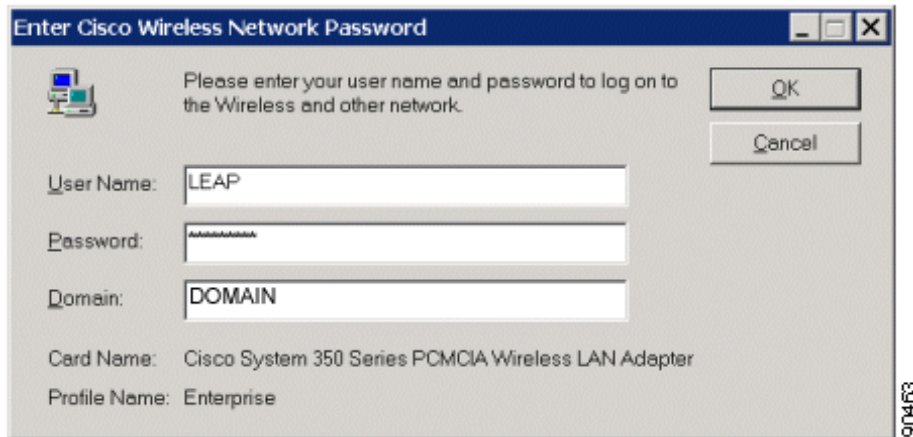 Enter Cisco Wireless Network Password
Please enter your user name and password to log on to
the Wireless and other network.
OK
Cancel
User Name: LEAP
Password: *********
Domain: DOMAIN
Card Name: Cisco System 350 Series PCMCIA Wireless LAN Adapter
Profile Name: Enterprise
90463